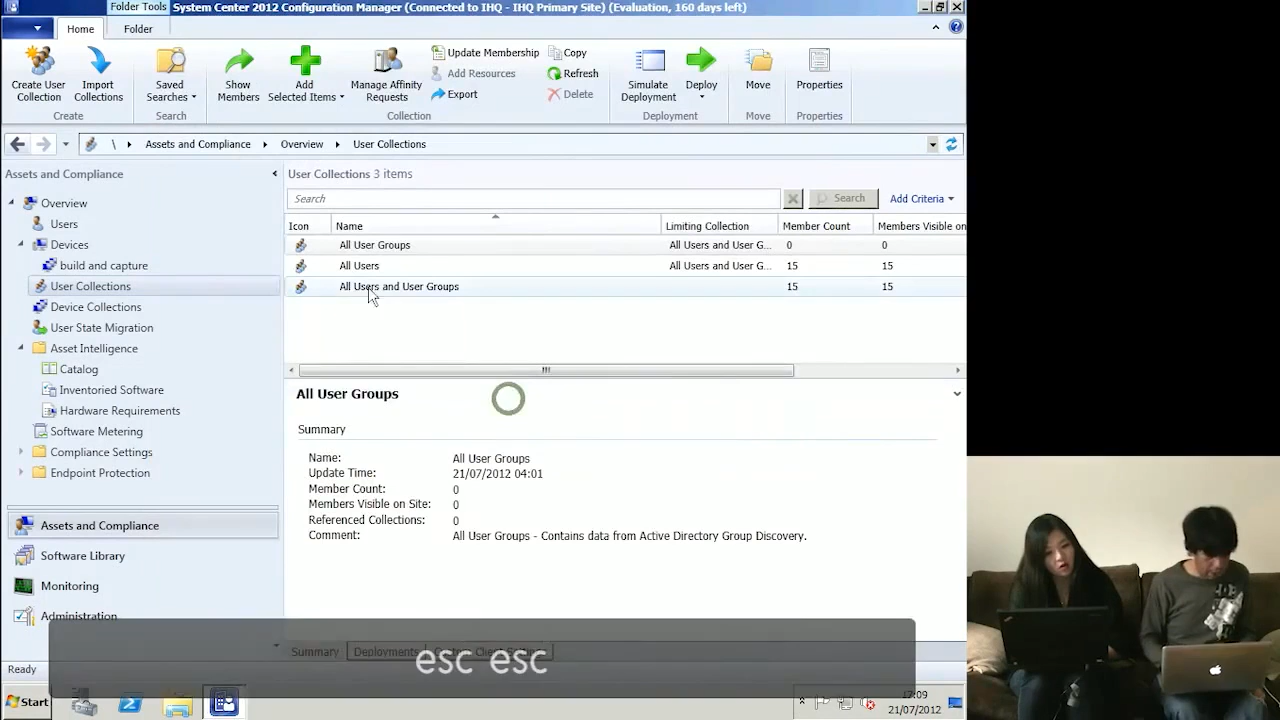 Folder Tools
System Center 2012 Configuration Manager (Connected to IHQ - IHQ Primary Site) (Evaluation, 160 days left)
Home
Folder
Create User Collection
Import Collections
Saved Searches
Show Members
Add Selected Items
Manage Affinity Requests
Update Membership
Add Resources
Export
Copy
Refresh
Delete
Simulate Deployment
Deploy
Move
Properties
Create
Search
Collection
Deployment
Move
Properties
\ Assets and Compliance Overview User Collections
Assets and Compliance
Overview
Users
Devices
build and capture
User Collections
Device Collections
User State Migration
Asset Intelligence
Catalog
Inventoried Software
Hardware Requirements
Software Metering
Compliance Settings
Endpoint Protection
Assets and Compliance
Software Library
Monitoring
Administration
User Collections 3 items
Search
Search
Add Criteria
Icon Name Limiting Collection Member Count Members Visible on
All User Groups All Users and User G... 0 0
All Users All Users and User G... 15 15
All Users and User Groups 15 15
All User Groups
Summary
Name: All User Groups
Update Time: 21/07/2012 04:01
Member Count: 0
Members Visible on Site: 0
Referenced Collections: 0
Comment: All User Groups - Contains data from Active Directory Group Discovery.
Summary Deployments
esc esc
Ready
Start
17:09
21/07/2012